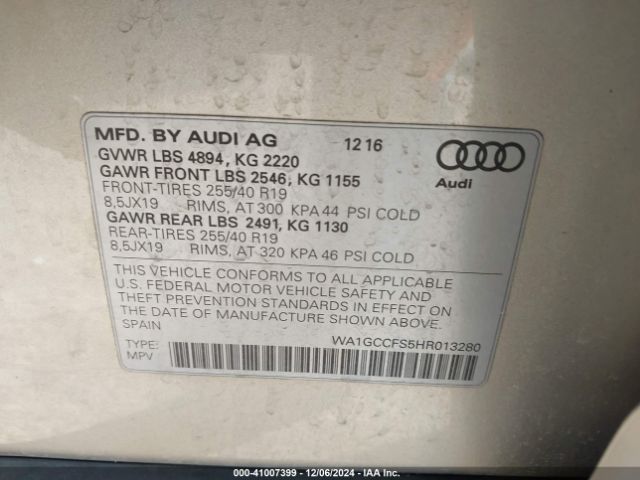 MFD. BY AUDI AG 12 16
GVWR LBS 4894, KG 2220
GAWR FRONT LBS 2546, KG 1155
FRONT-TIRES 255/40 R19
8,5JX19 RIMS, AT 300 KPA 44 PSI COLD
GAWR REAR LBS 2491, KG 1130
REAR-TIRES 255/40 R19
8,5JX19 RIMS, AT 320 KPA 46 PSI COLD
Audi
THIS VEHICLE CONFORMS TO ALL APPLICABLE
U.S. FEDERAL MOTOR VEHICLE SAFETY AND
THEFT PREVENTION STANDARDS IN EFFECT ON
THE DATE OF MANUFACTURE SHOWN ABOVE.
SPAIN
WA1GCCFS5HR013280
TYPE:
MPV
000-41007399 - 12/06/2024 - IAA Inc.